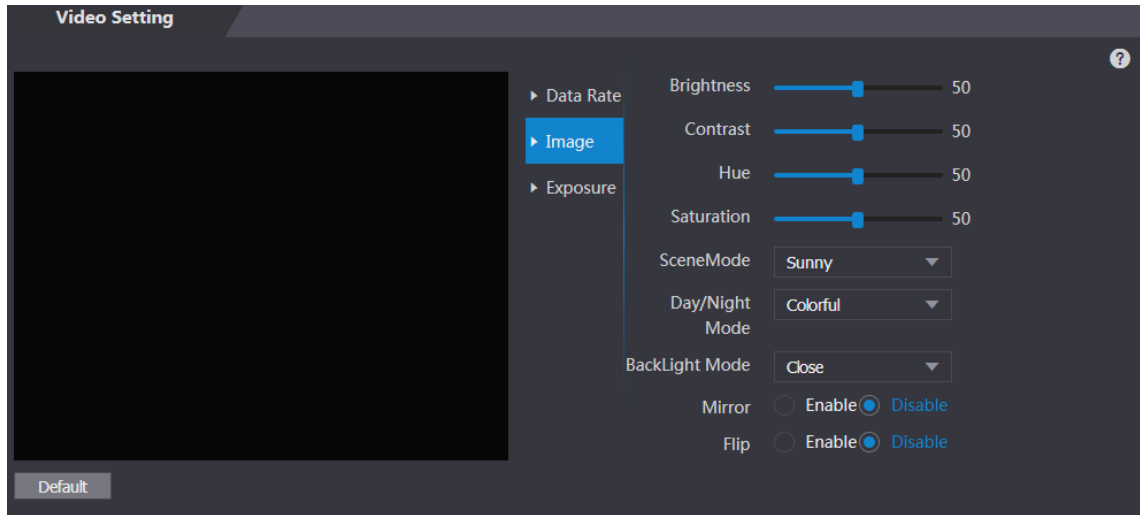 Video Setting
?
Data Rate
Image
Exposure
Brightness 50
Contrast 50
Hue 50
Saturation 50
SceneMode Sunny
Day/Night
Mode
Colorful
BackLight Mode Close
Mirror Enable Disable
Flip Enable Disable
Default